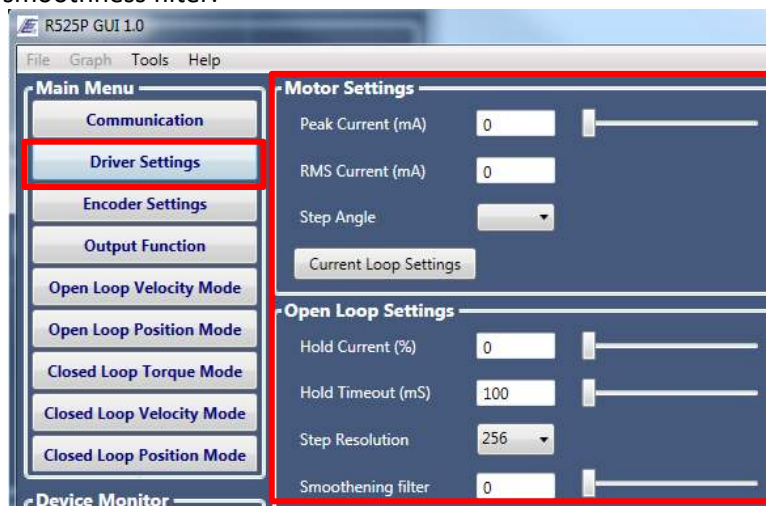 smoothness filter.
R525P GUI 1.0
File Graph Tools Help
Main Menu
Communication
Driver Settings
Encoder Settings
Output Function
Open Loop Velocity Mode
Open Loop Position Mode
Closed Loop Torque Mode
Closed Loop Velocity Mode
Closed Loop Position Mode
Device Monitor
Motor Settings
Peak Current (mA) 0
RMS Current (mA) 0
Step Angle
Current Loop Settings
Open Loop Settings
Hold Current (%) 0
Hold Timeout (mS) 100
Step Resolution 256
Smoothening filter 0